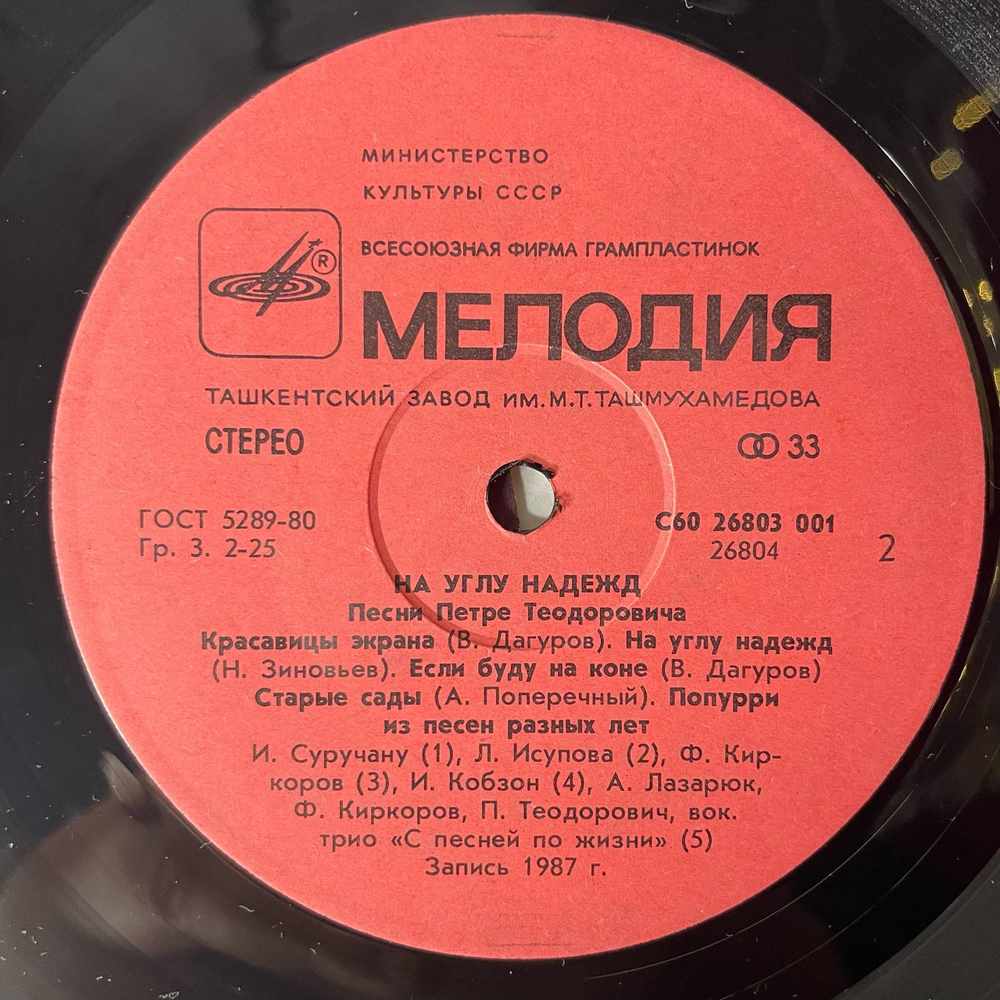 МИНИСТЕРСТВО
КУЛЬТУРЫ СССР
ВСЕСОЮЗНАЯ ФИРМА ГРАМПЛАСТИНОК
®
МЕЛОДИЯ
ТАШКЕНТСКИЙ ЗАВОД ИМ.М.Т.ТАШМУХАМЕДОВА
СТЕРЕО
33
ГОСТ 5289-80
Гр. 3. 2-25
С60 26803 001
26804
2
НА УГЛУ НАДЕЖД
Песни Петре Теодоровича
Красавицы экрана (В. Дагуров). На углу надежд
(Н. Зиновьев). Если буду на коне (В. Дагуров)
Старые сады (А. Поперечный). Попурри
из песен разных лет
И. Суручану (1), Л. Исупова (2), Ф. Кир-
коров (3), И. Кобзон (4), А. Лазарюк,
Ф. Киркоров, П. Теодорович, вок.
трио «С песней по жизни» (5)
Запись 1987 г.